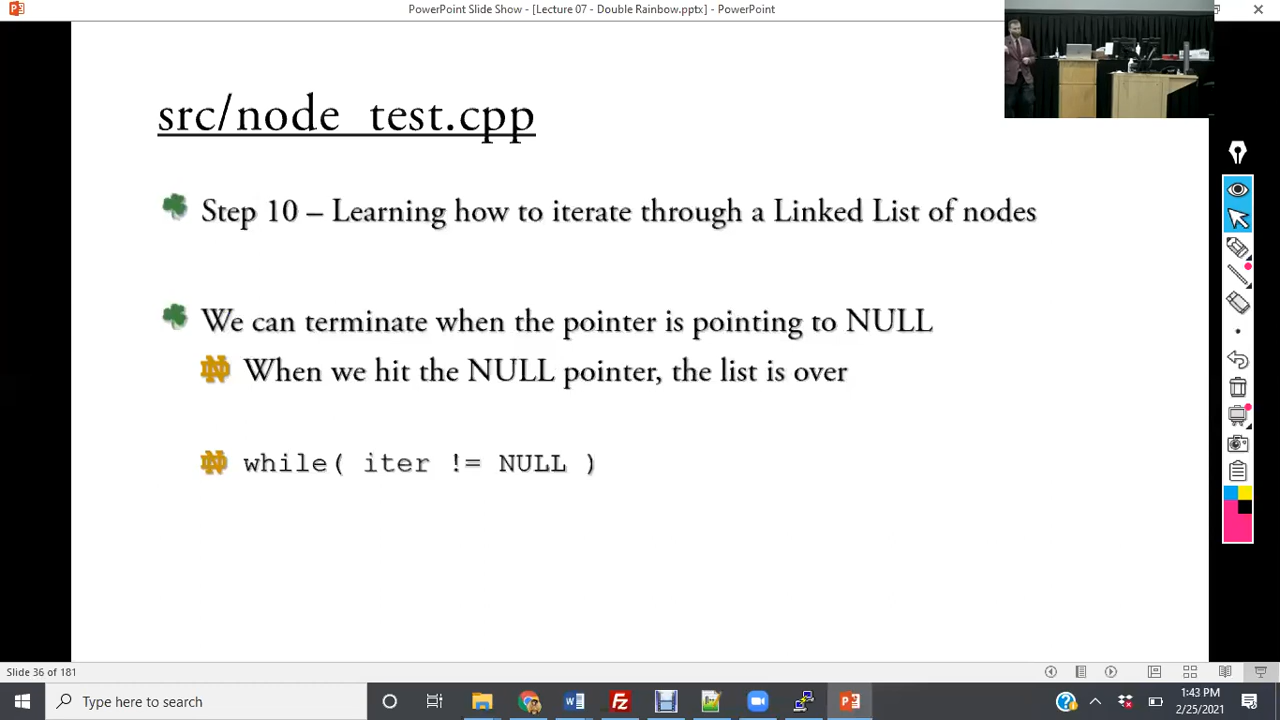 PowerPoint Slide Show - [Lecture 07 - Double Rainbow.pptx] - PowerPoint
src/node_test.cpp
Step 10 – Learning how to iterate through a Linked List of nodes
We can terminate when the pointer is pointing to NULL
When we hit the NULL pointer, the list is over
while( iter != NULL )
Slide 36 of 181
Type here to search
1:43 PM
2/25/2021